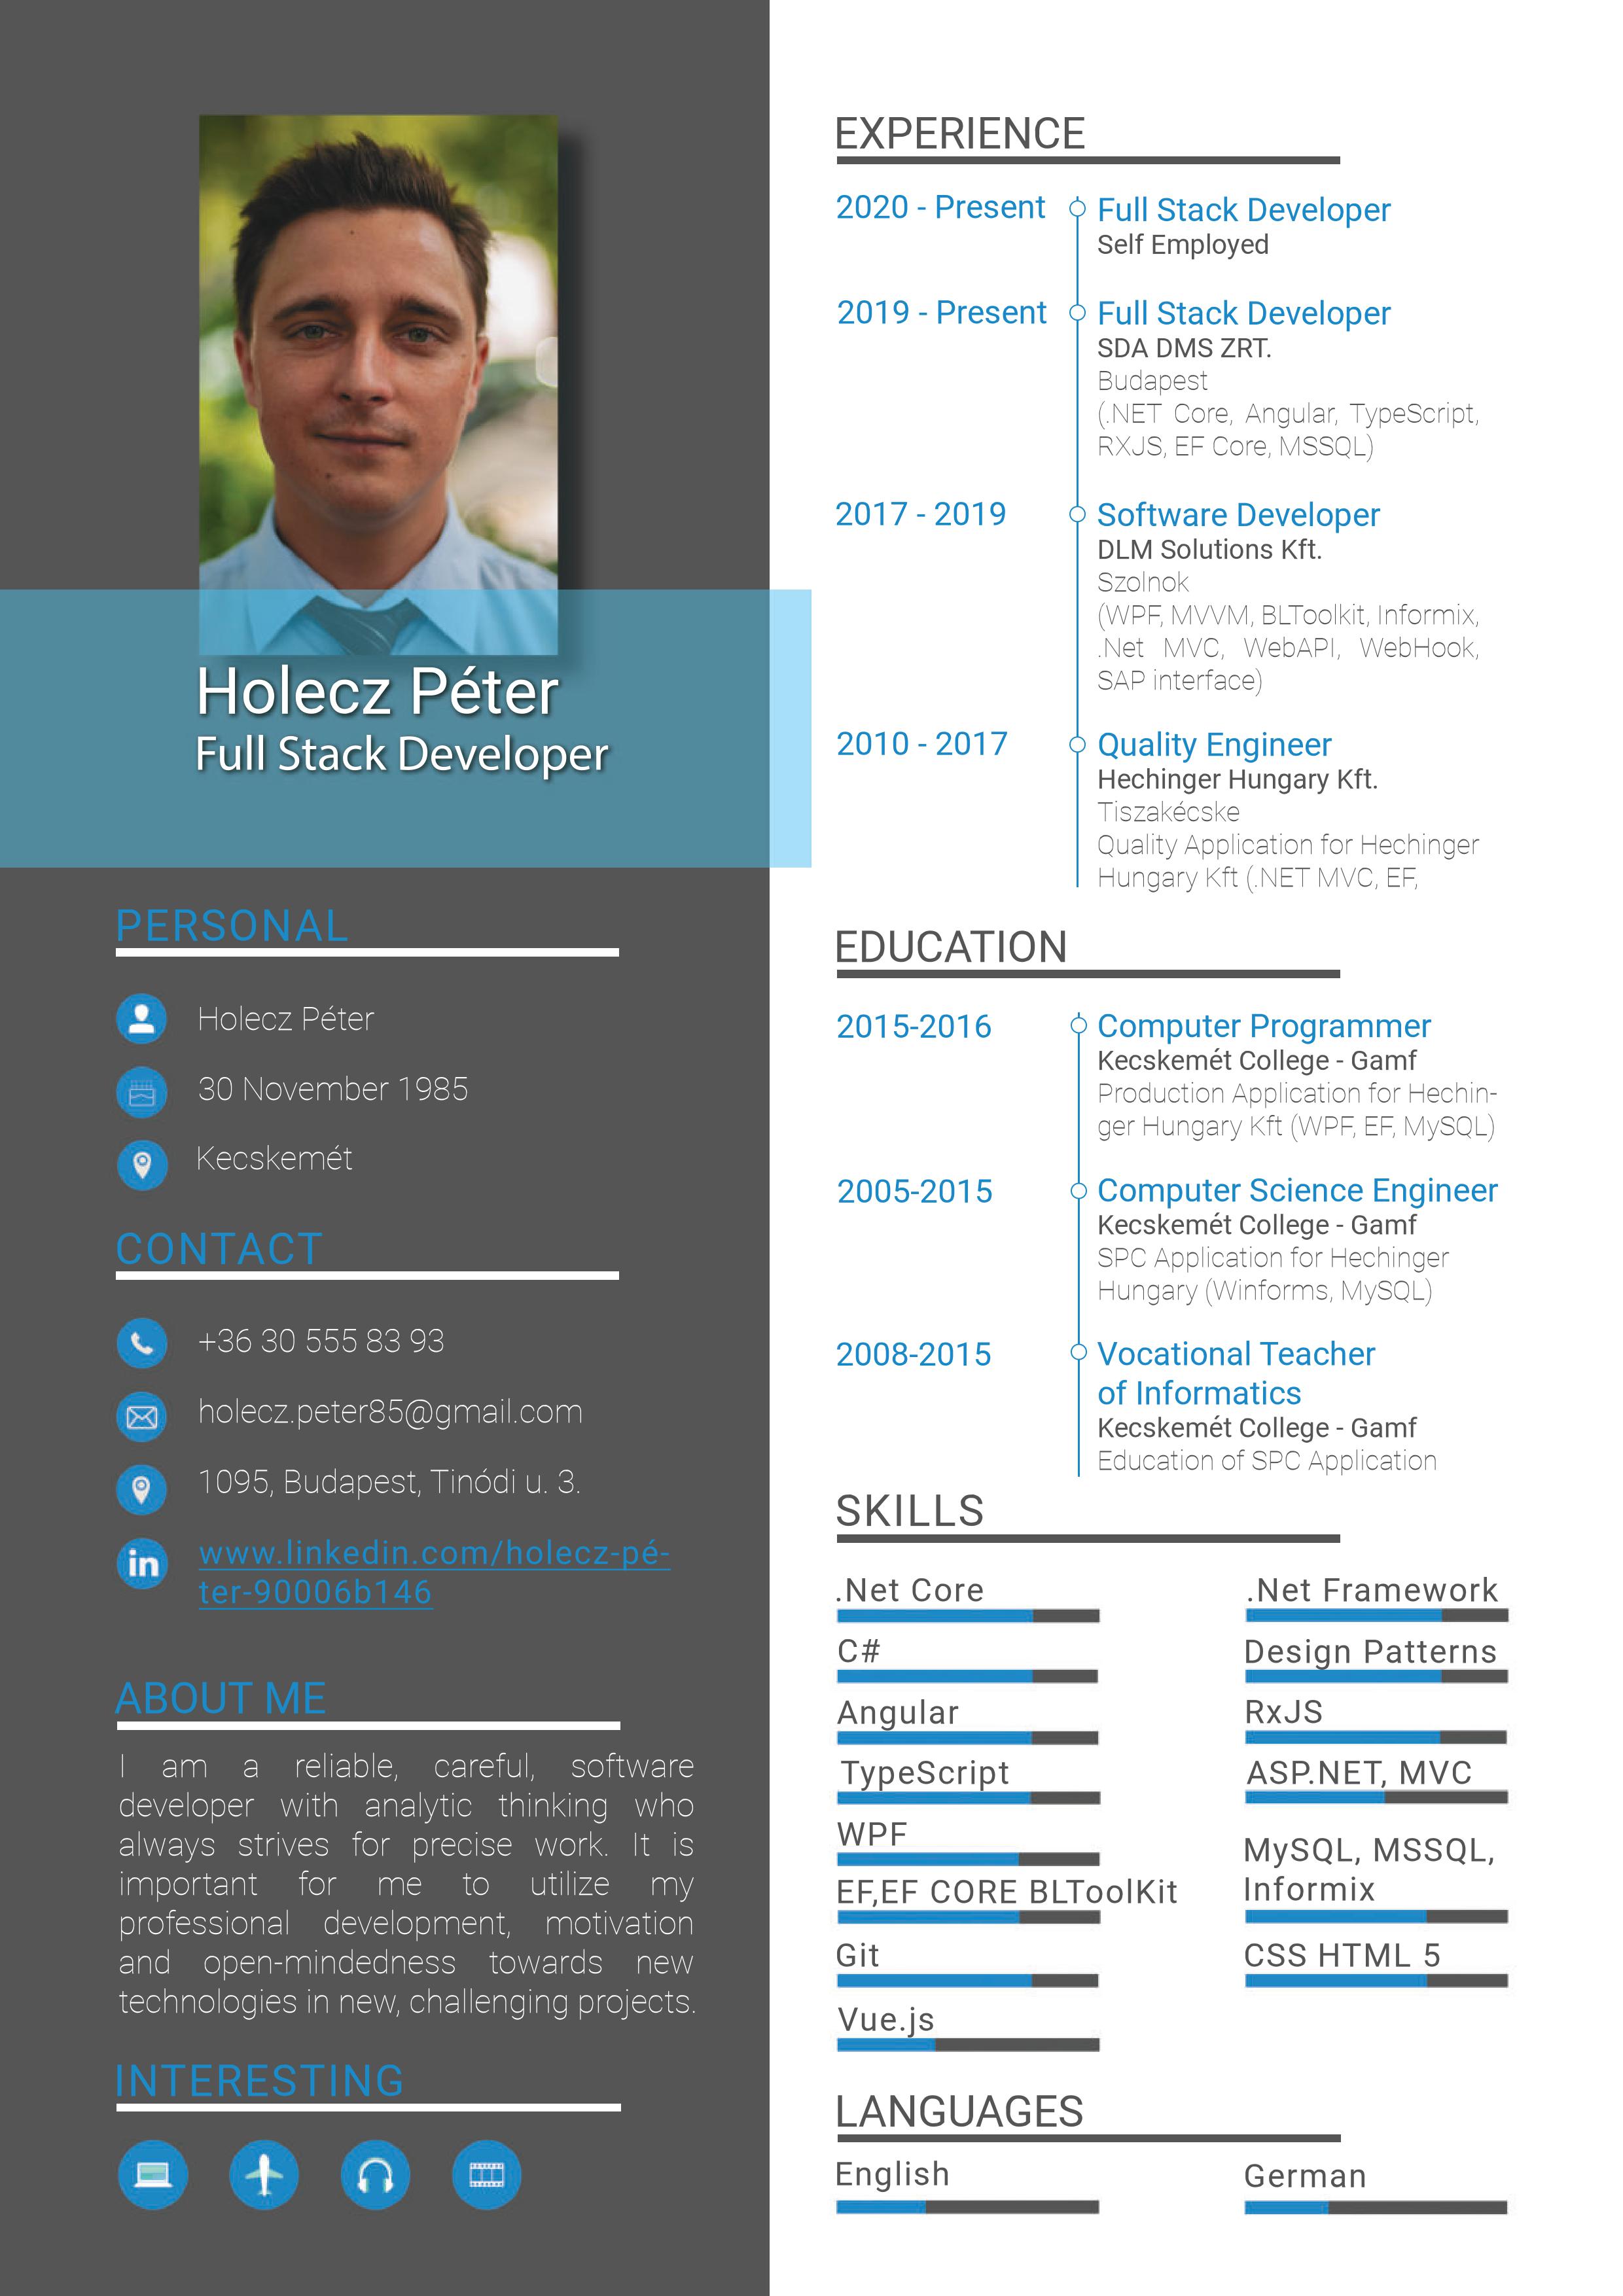 Holecz Péter
Full Stack Developer
PERSONAL
Holecz Péter
30 November 1985
Kecskemét
CONTACT
+36 30 555 83 93
holecz.peter85@gmail.com
1095, Budapest, Tinódi u. 3.
in
www.linkedin.com/holecz-pé-
ter-90006b146
ABOUT ME
I am a reliable, careful, software
developer with analytic thinking who
always strives for precise work. It is
important for me to utilize my
professional development, motivation
and open-mindedness towards new
technologies in new, challenging projects.
INTERESTING
EXPERIENCE
2020 - Present
Full Stack Developer
Self Employed
2019 - Present
Full Stack Developer
SDA DMS ZRT.
Budapest
(.NET Core, Angular, TypeScript,
RXJS, EF Core, MSSQL)
2017 - 2019
Software Developer
DLM Solutions Kft.
Szolnok
(WPF, MVVM, BLToolkit, Informix,
.Net MVC, WebAPI, WebHook,
SAP interface)
2010 - 2017
Quality Engineer
Hechinger Hungary Kft.
Tiszakécske
Quality Application for Hechinger
Hungary Kft (.NET MVC, EF,
EDUCATION
2015-2016
Computer Programmer
Kecskemét College - Gamf
Production Application for Hechin-
ger Hungary Kft (WPF, EF, MySQL)
2005-2015
Computer Science Engineer
Kecskemét College - Gamf
SPC Application for Hechinger
Hungary (Winforms, MySQL)
2008-2015
Vocational Teacher
of Informatics
Kecskemét College - Gamf
Education of SPC Application
SKILLS
.Net Core
C#
Angular
TypeScript
WPF
EF,EF CORE BLToolKit
Git
Vue.js
.Net Framework
Design Patterns
RxJS
ASP.NET, MVC
MySQL, MSSQL,
Informix
CSS HTML 5
LANGUAGES
English
German